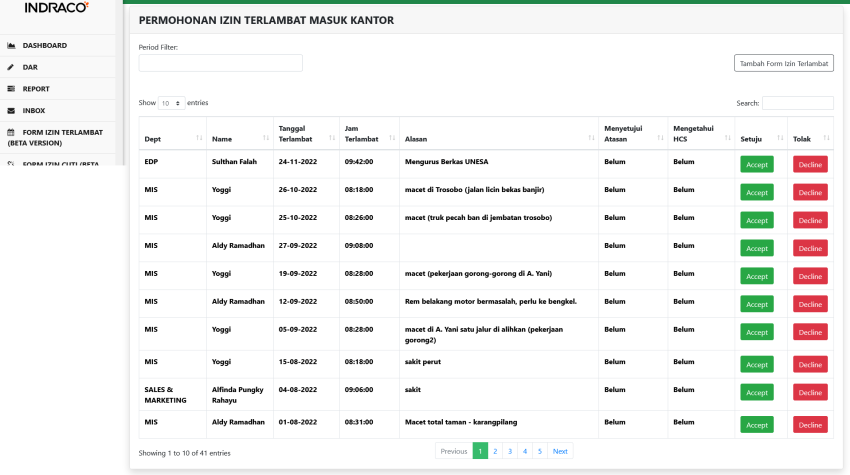 INDRACO
DASHBOARD
DAR
REPORT
INBOX
FORM IZIN TERLAMBAT
(BETA VERSION)
FORM IZIN CUTI (BETA
PERMOHONAN IZIN TERLAMBAT MASUK KANTOR
Period Filter:
Tambah Form Izin Terlambat
Show 10 entries
Search:
Dept Name Tanggal Terlambat Jam Terlambat Alasan Menyetujui Atasan Mengetahui HCS Setuju Tolak
EDP Sulthan Falah 24-11-2022 09:42:00 Mengurus Berkas UNESA Belum Belum Accept Decline
MIS Yoggi 26-10-2022 08:18:00 macet di Trosobo (jalan licin bekas banjir) Belum Belum Accept Decline
MIS Yoggi 25-10-2022 08:26:00 macet (truk pecah ban di jembatan trosobo) Belum Belum Accept Decline
MIS Aldy Ramadhan 27-09-2022 09:08:00 Belum Belum Accept Decline
MIS Yoggi 19-09-2022 08:28:00 macet (pekerjaan gorong-gorong di A. Yani) Belum Belum Accept Decline
MIS Aldy Ramadhan 12-09-2022 08:50:00 Rem belakang motor bermasalah, perlu ke bengkel. Belum Belum Accept Decline
MIS Yoggi 05-09-2022 08:28:00 macet di A. Yani satu jalur di alihkan (pekerjaan gorong2) Belum Belum Accept Decline
MIS Yoggi 15-08-2022 08:18:00 sakit perut Belum Belum Accept Decline
SALES & MARKETING Alfinda Pungky Rahayu 04-08-2022 09:06:00 sakit Belum Belum Accept Decline
MIS Aldy Ramadhan 01-08-2022 08:31:00 Macet total taman - karangpilang Belum Belum Accept Decline
Showing 1 to 10 of 41 entries
Previous 1 2 3 4 5 Next